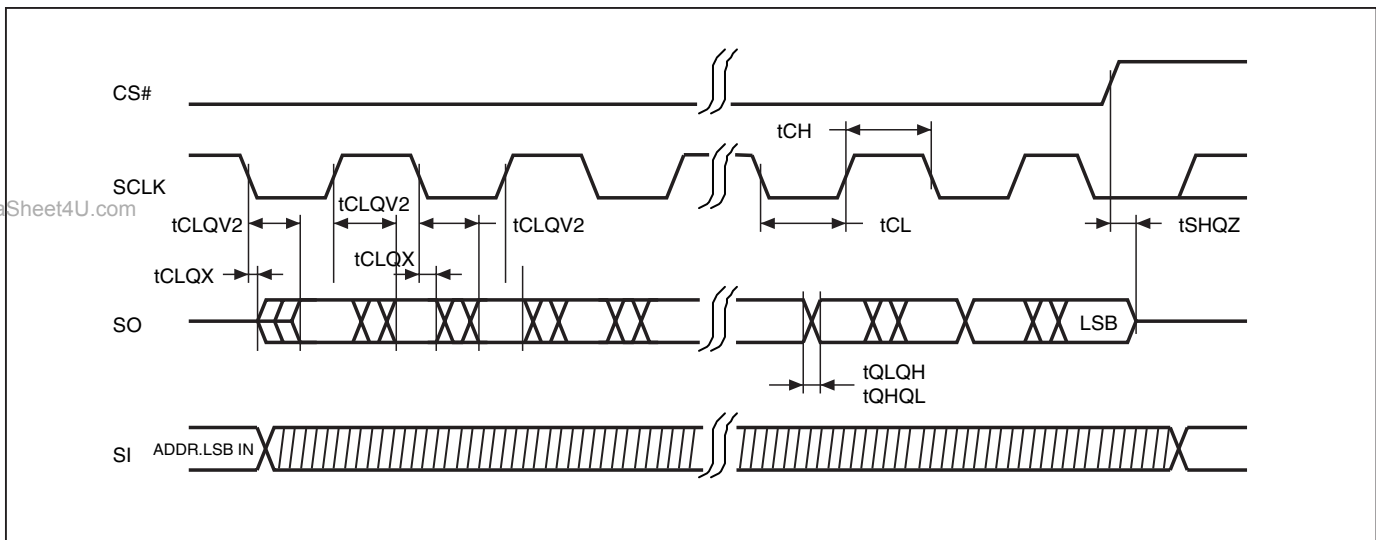 CS#
tCH
SCLK
aSheet4U.com
tCLQV2
tCLQV2
tCLQV2
tCL
tSHQZ
tCLQX
tCLQX
SO
LSB
tQLQH
tQHQL
SI
ADDR.LSB IN